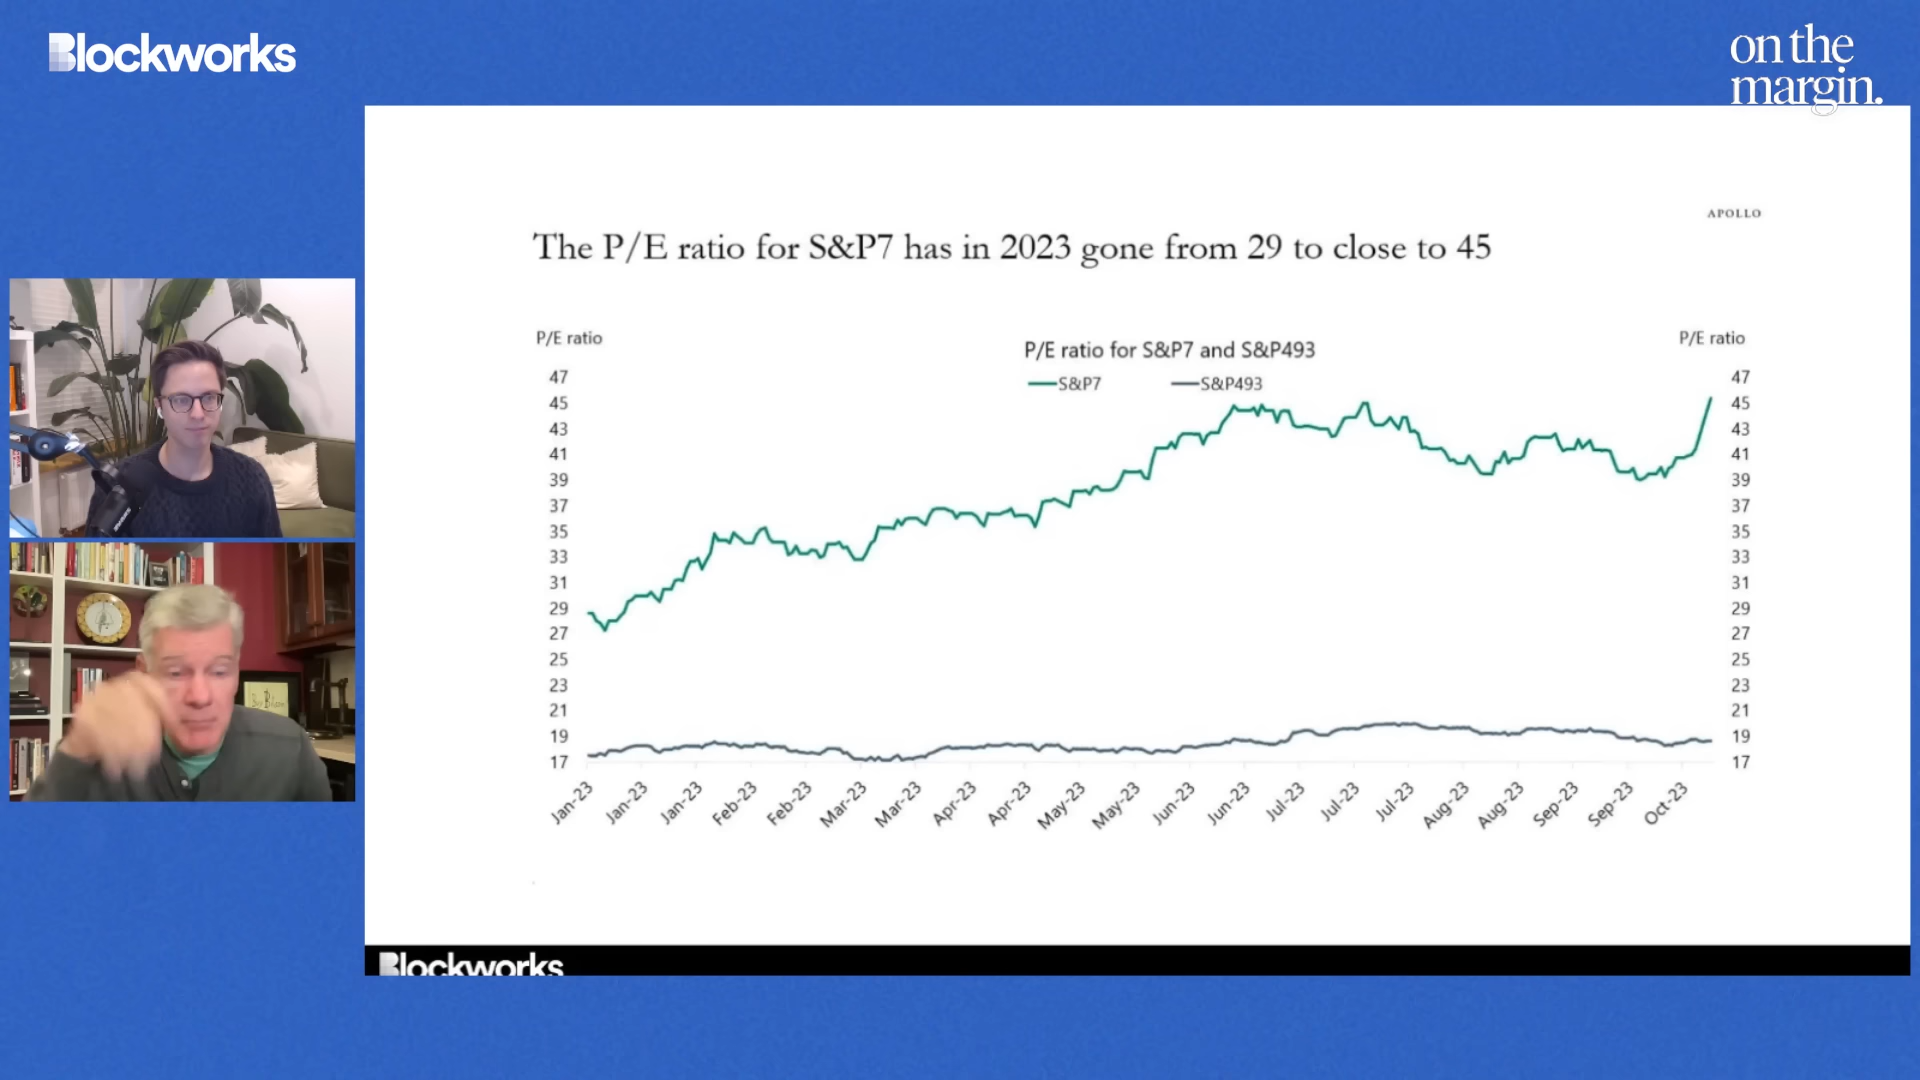 Blockworks
on the
margin.
APOLLO
The P/E ratio for S&P7 has in 2023 gone from 29 to close to 45
P/E ratio
P/E ratio
P/E ratio for S&P7 and S&P493
S&P7 S&P493
47 47
45 45
43 43
41 41
39 39
37 37
35 35
33 33
31 31
29 29
27 27
25 25
23 23
21 21
19 19
17 17
Jan-23 Jan-23 Jan-23 Feb-23 Feb-23 Mar-23 Mar-23 Apr-23 Apr-23 May-23 May-23 Jun-23 Jun-23 Jul-23 Jul-23 Jul-23 Aug-23 Aug-23 Sep-23 Sep-23 Oct-23
Blockworks